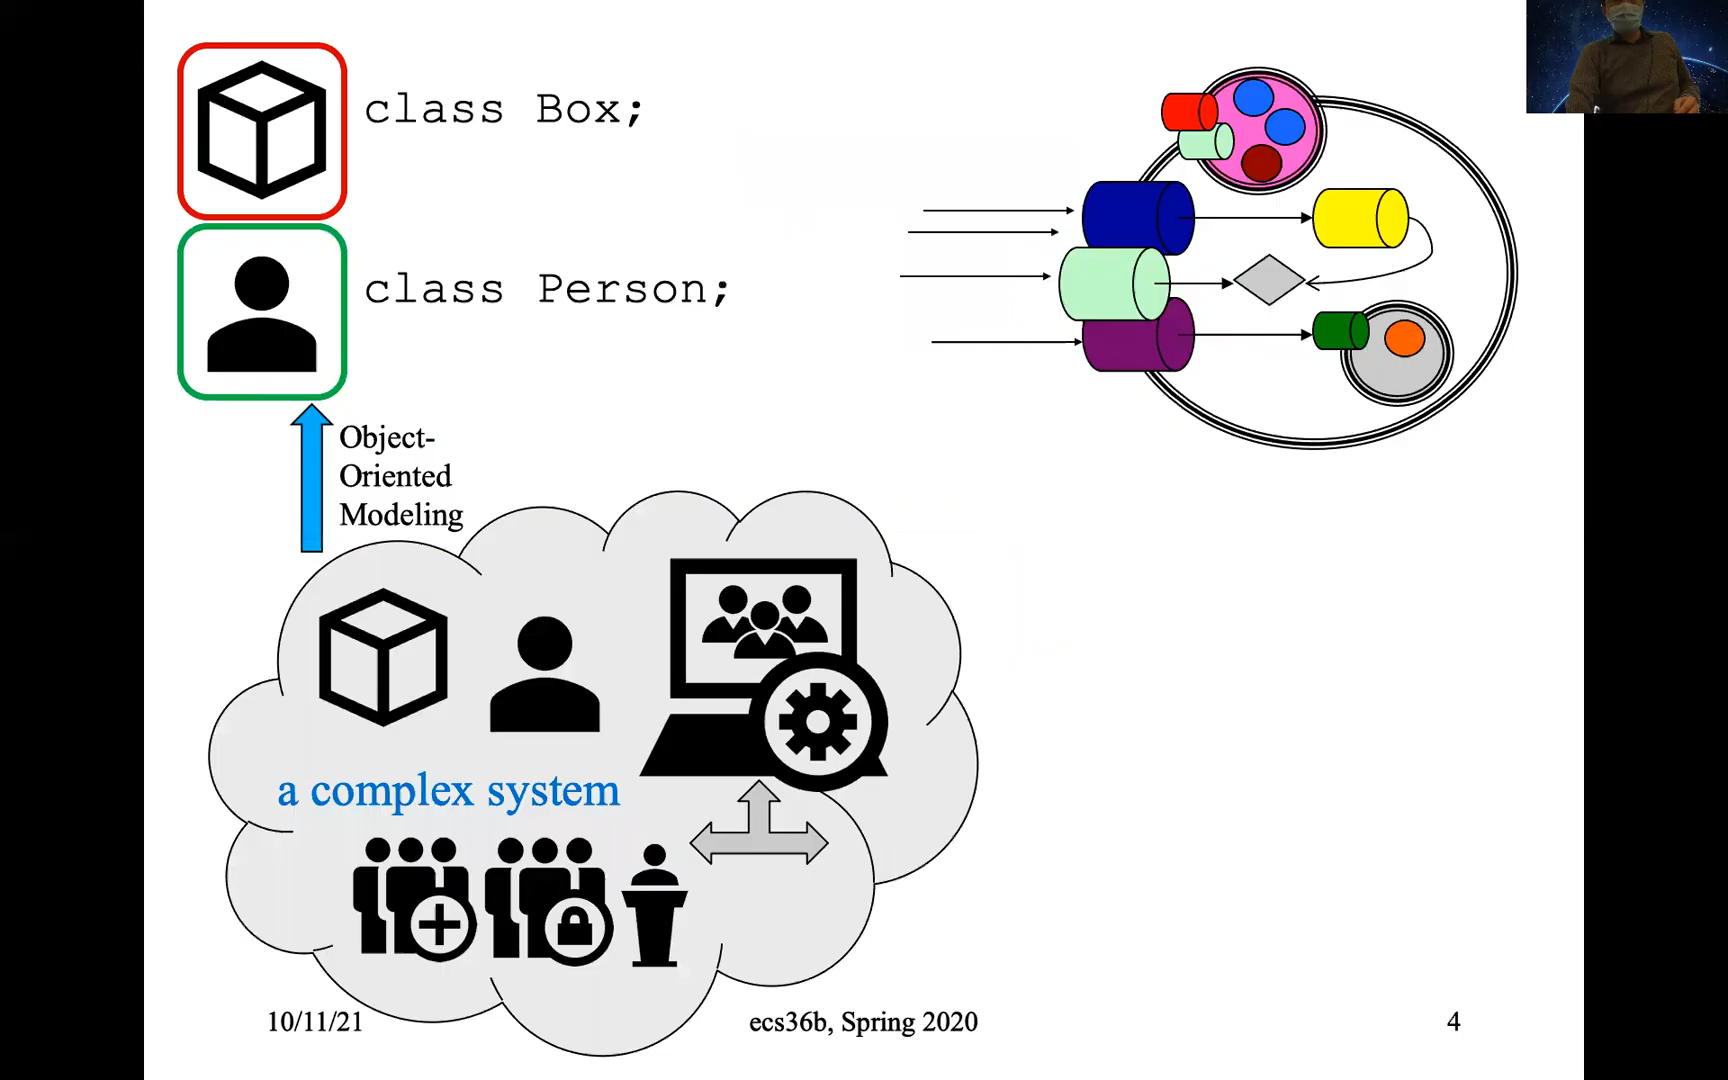 class Box;
class Person;
Object-
Oriented
Modeling
a complex system
10/11/21
ecs36b, Spring 2020
4